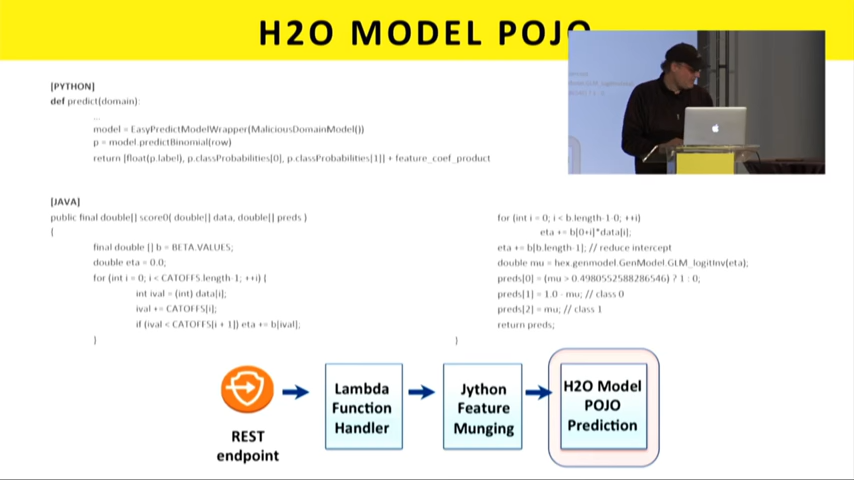 H2O MODEL POJO
[PYTHON]
def predict(domain):
...
model = EasyPredictModelWrapper(MaliciousDomainModel())
p = model.predictBinomial(row)
return [float(p.label), p.classProbabilities[0], p.classProbabilities[1]] + feature_coef_product
[JAVA]
public final double[] score0( double[] data, double[] preds )
{
final double [] b = BETA.VALUES;
double eta = 0.0;
for (int i = 0; i < CATOFFS.length-1; ++i) {
int ival = (int) data[i];
ival += CATOFFS[i];
if (ival < CATOFFS[i + 1]) eta += b[ival];
}
for (int i = 0; i < b.length-1-0; ++i)
eta += b[0+i]*data[i];
eta += b[b.length-1]; // reduce intercept
double mu = hex.genmodel.GenModel.GLM_logitInv(eta);
preds[0] = (mu > 0.4980552588286546) ? 1 : 0;
preds[1] = 1.0 - mu; // class 0
preds[2] = mu; // class 1
return preds;
}
REST
endpoint
Lambda
Function
Handler
Jython
Feature
Munging
H2O Model
POJO
Prediction